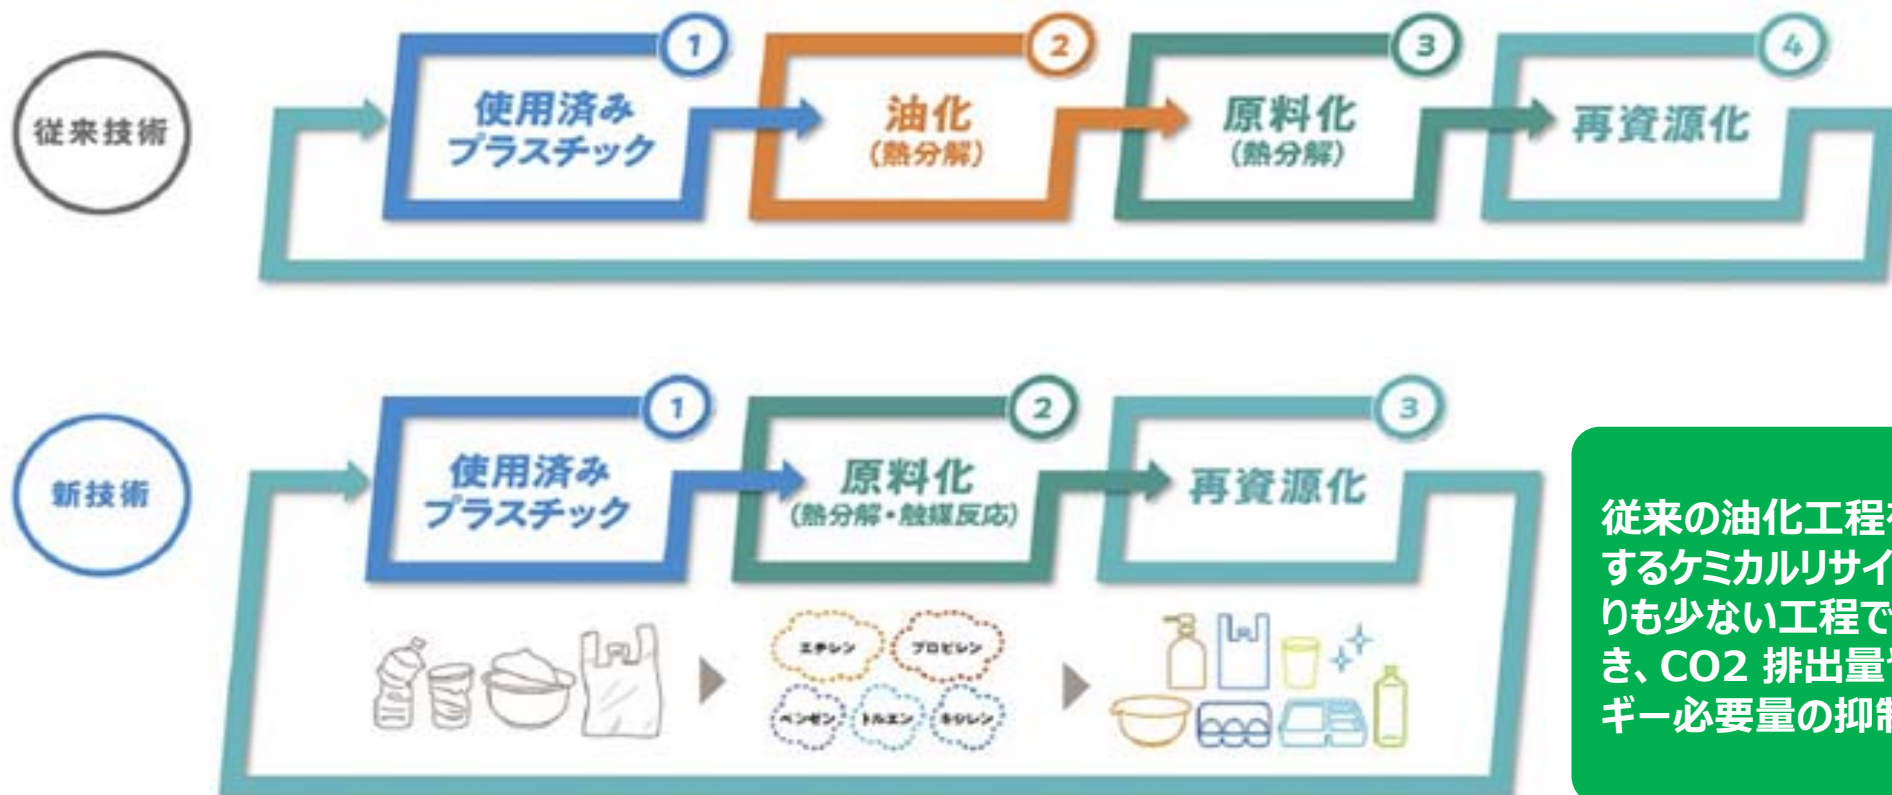 従来技術
1
使用済み
プラスチック
2
油化
(熱分解)
3
原料化
(熱分解)
4
再資源化
新技術
1
使用済み
プラスチック
2
原料化
(熱分解・触媒反応)
3
再資源化
エチレン
プロピレン
ベンゼン
トルエン
キシレン
従来の油化工程
するケミカルリサイ
りも少ない工程で
き、CO2 排出量
ギー必要量の抑